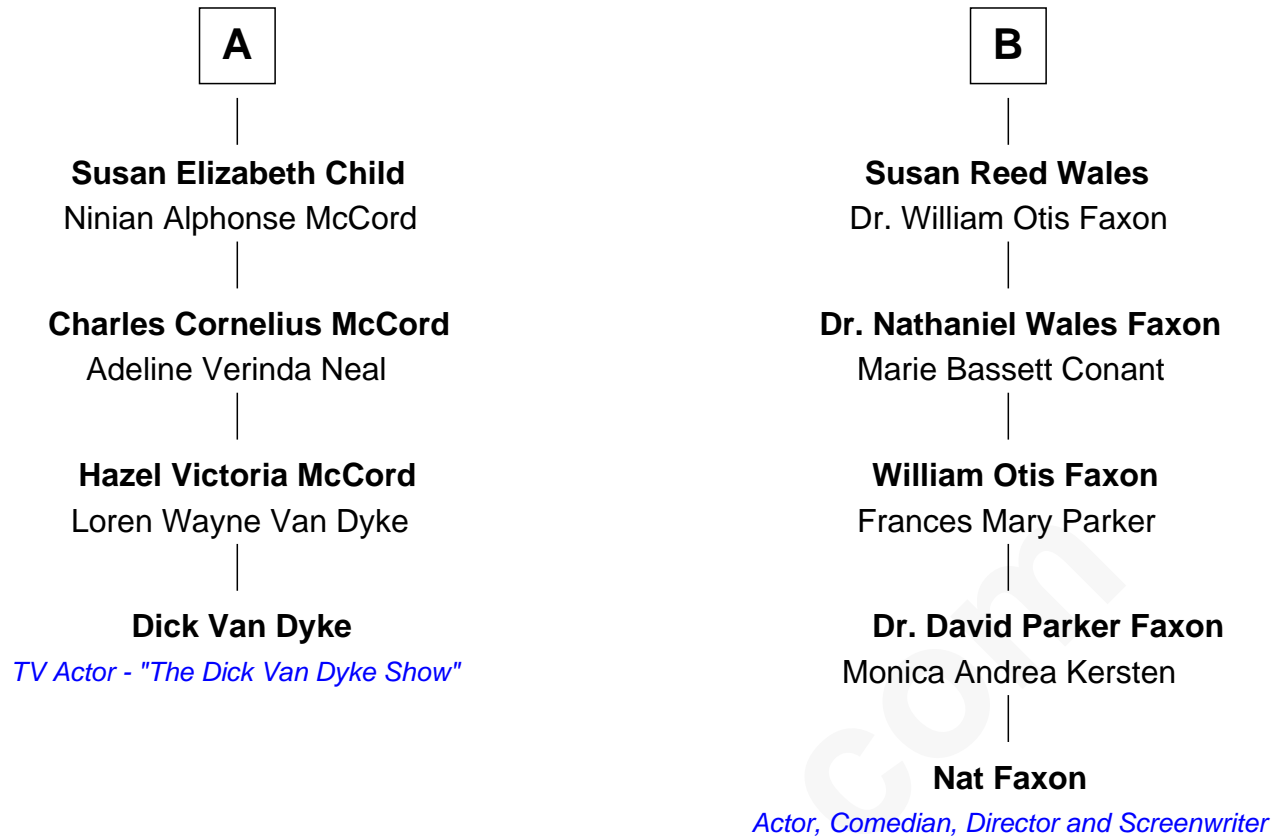 A
Susan Elizabeth Child
Ninian Alphonse McCord
Charles Cornelius McCord
Adeline Verinda Neal
Hazel Victoria McCord
Loren Wayne Van Dyke
Dick Van Dyke
TV Actor - "The Dick Van Dyke Show"
B
Susan Reed Wales
Dr. William Otis Faxon
Dr. Nathaniel Wales Faxon
Marie Bassett Conant
William Otis Faxon
Frances Mary Parker
Dr. David Parker Faxon
Monica Andrea Kersten
Nat Faxon
Actor, Comedian, Director and Screenwriter
com